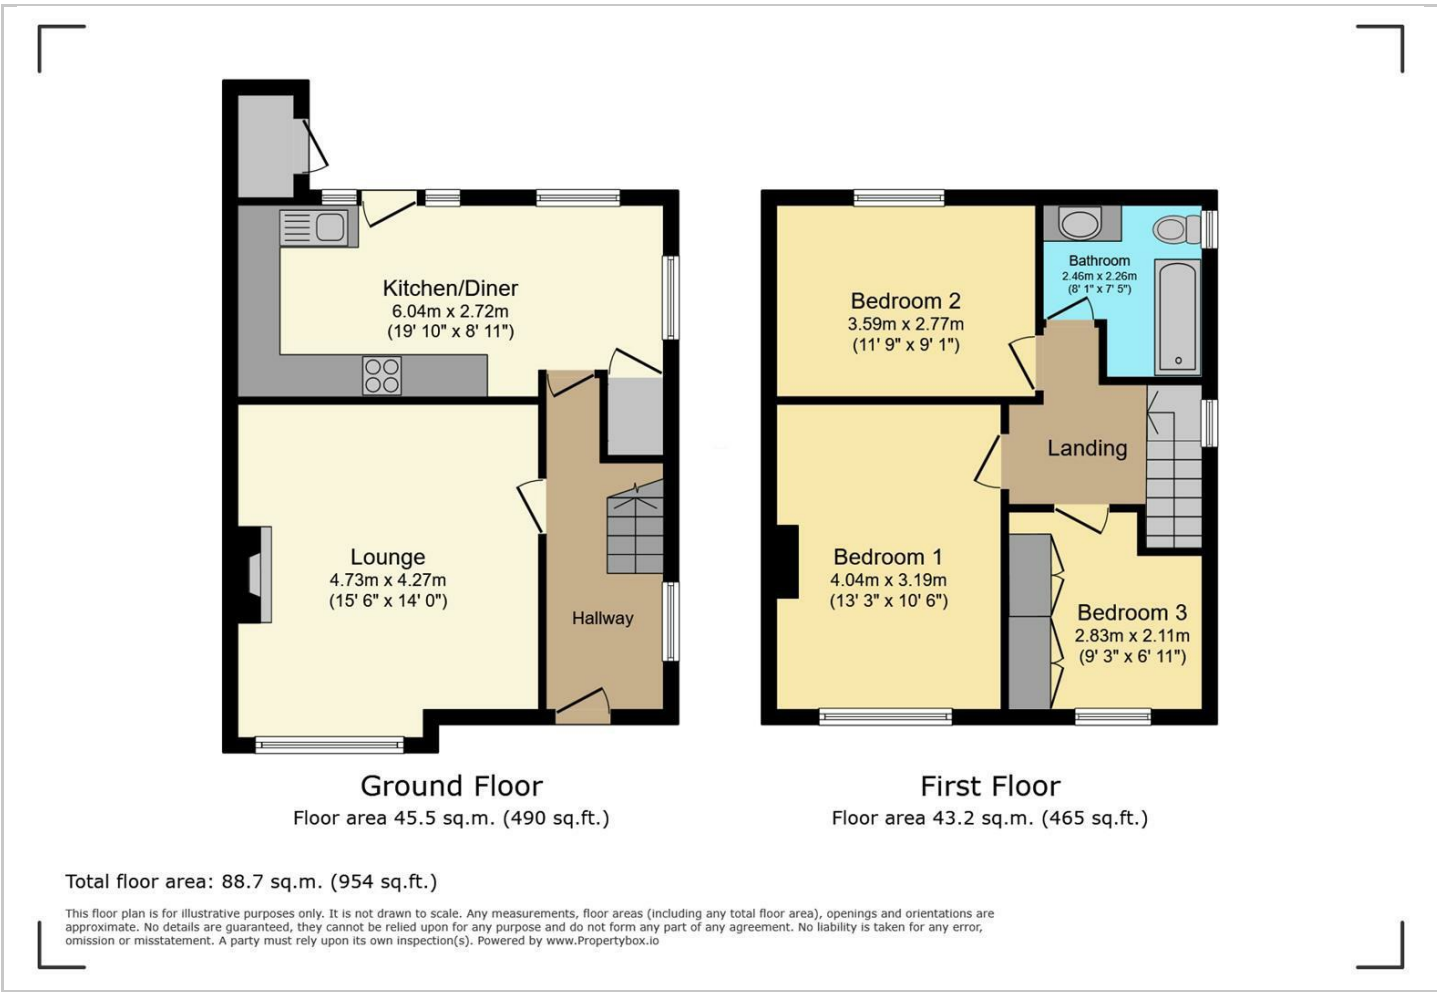 Kitchen/Diner
6.04m x 2.72m
(19' 10" x 8' 11")
Lounge
4.73m x 4.27m
(15' 6" x 14' 0")
Hallway
Ground Floor
Floor area 45.5 sq.m. (490 sq.ft.)
Bedroom 2
3.59m x 2.77m
(11' 9" x 9' 1")
Bathroom
2.46m x 2.26m
(8' 1" x 7' 5")
Landing
Bedroom 1
4.04m x 3.19m
(13' 3" x 10' 6")
Bedroom 3
2.83m x 2.11m
(9' 3" x 6' 11")
First Floor
Floor area 43.2 sq.m. (465 sq.ft.)
Total floor area: 88.7 sq.m. (954 sq.ft.)
This floor plan is for illustrative purposes only. It is not drawn to scale. Any measurements, floor areas (including any total floor area), openings and orientations are
approximate. No details are guaranteed, they cannot be relied upon for any purpose and do not form any part of any agreement. No liability is taken for any error,
omission or misstatement. A party must rely upon its own inspection(s). Powered by www.Propertybox.io